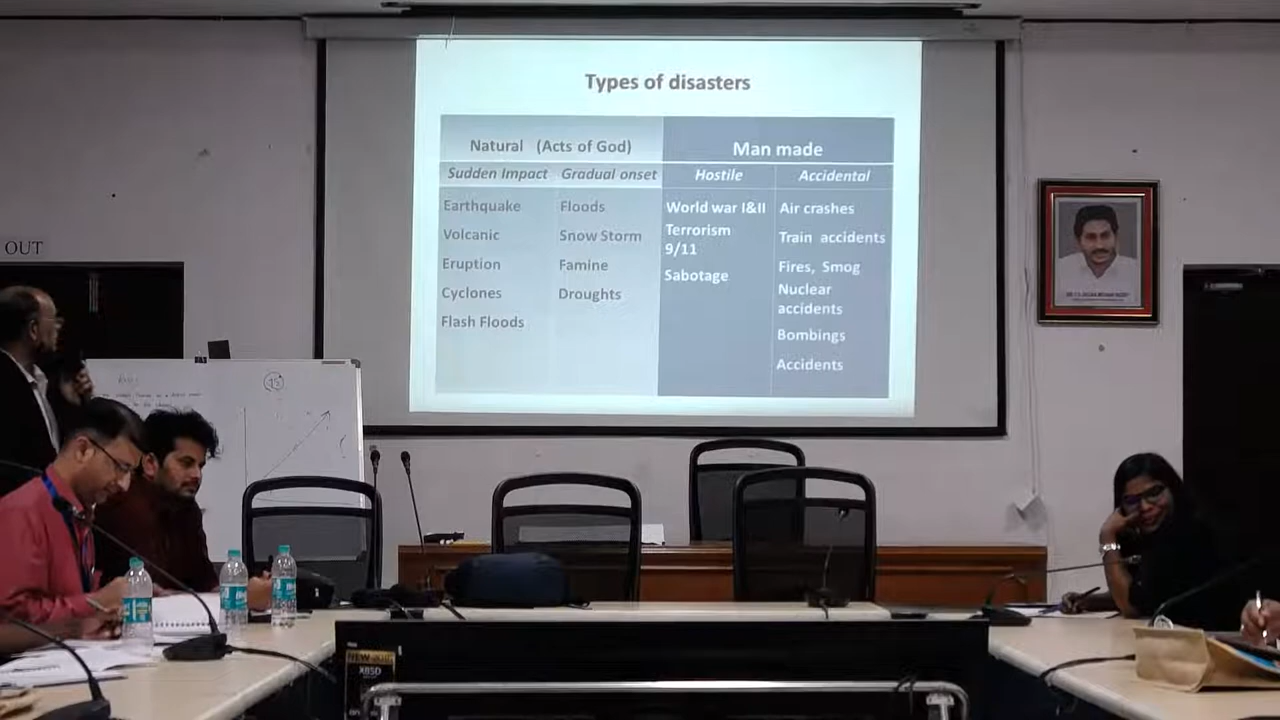 Types of disasters
Natural (Acts of God)
Man made
Sudden Impact
Gradual onset
Hostile
Accidental
Earthquake
Volcanic
Eruption
Cyclones
Flash Floods
Floods
Snow Storm
Famine
Droughts
World war I&II
Terrorism
9/11
Sabotage
Air crashes
Train accidents
Fires, Smog
Nuclear
accidents
Bombings
Accidents
OUT